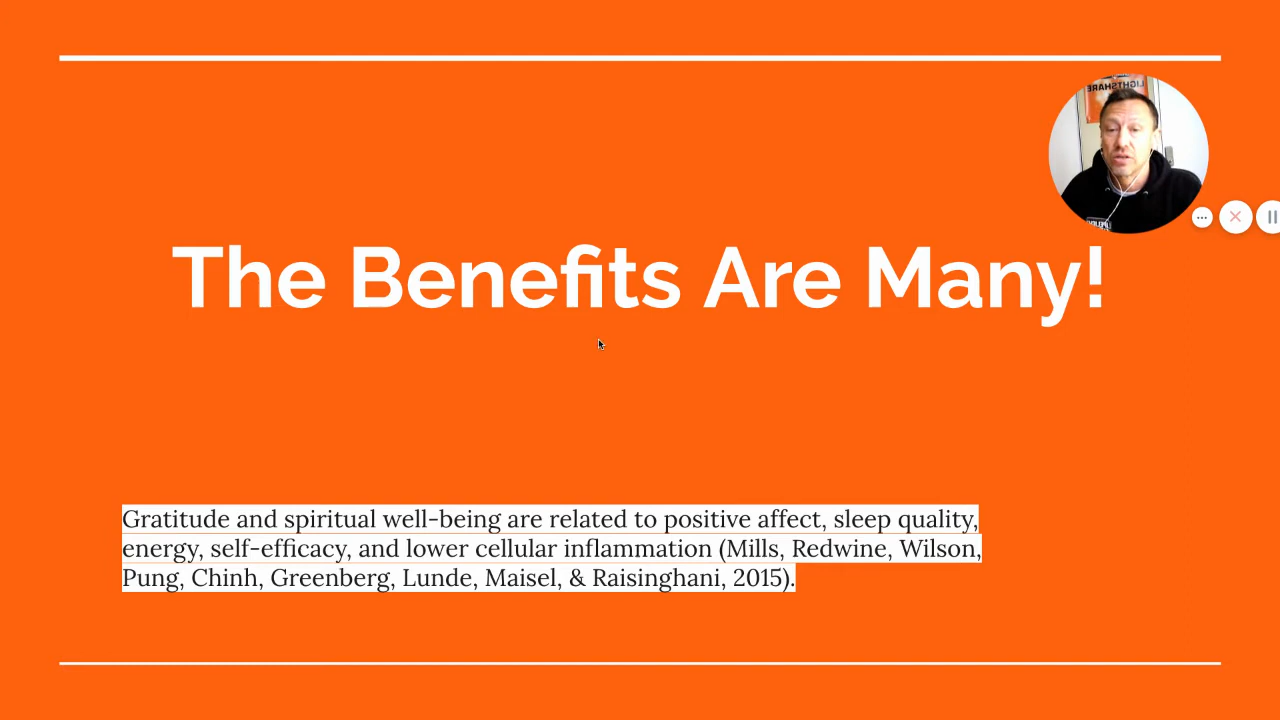 LIGHTSHARE
The Benefits Are Many!
Gratitude and spiritual well-being are related to positive affect, sleep quality,
energy, self-efficacy, and lower cellular inflammation (Mills, Redwine, Wilson,
Pung, Chinh, Greenberg, Lunde, Maisel, & Raisinghani, 2015).